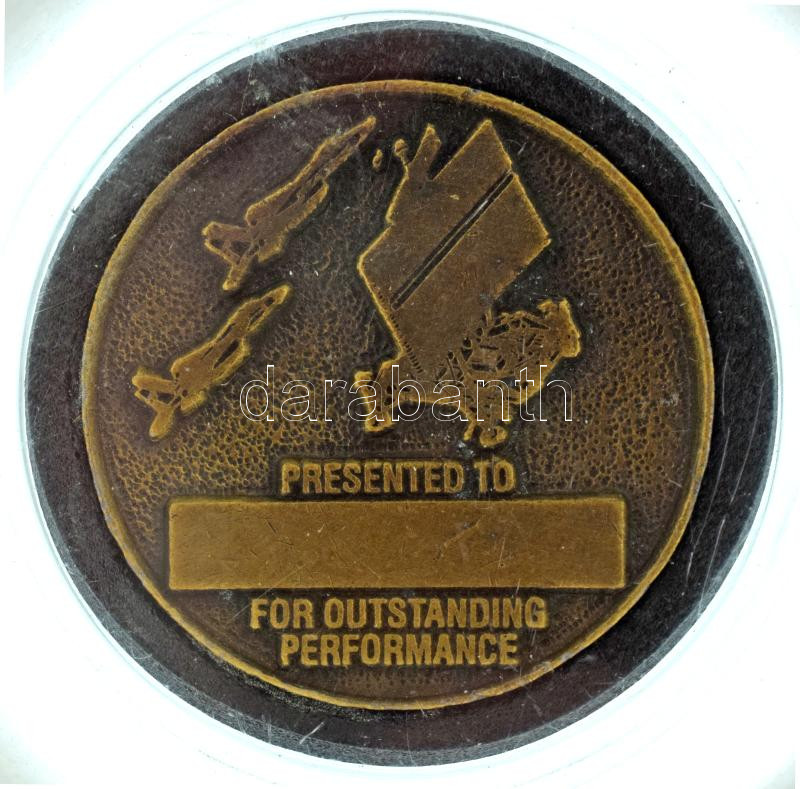 darabanth
PRESENTED TO
FOR OUTSTANDING
PERFORMANCE